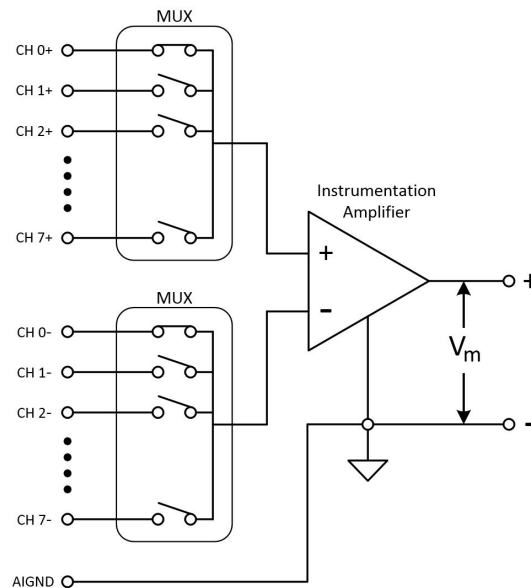 MUX
CH 0+
CH 1+
CH 2+
CH 7+
Instrumentation
Amplifier
+
-
+
Vm
-
MUX
CH 0-
CH 1-
CH 2-
CH 7-
AIGND